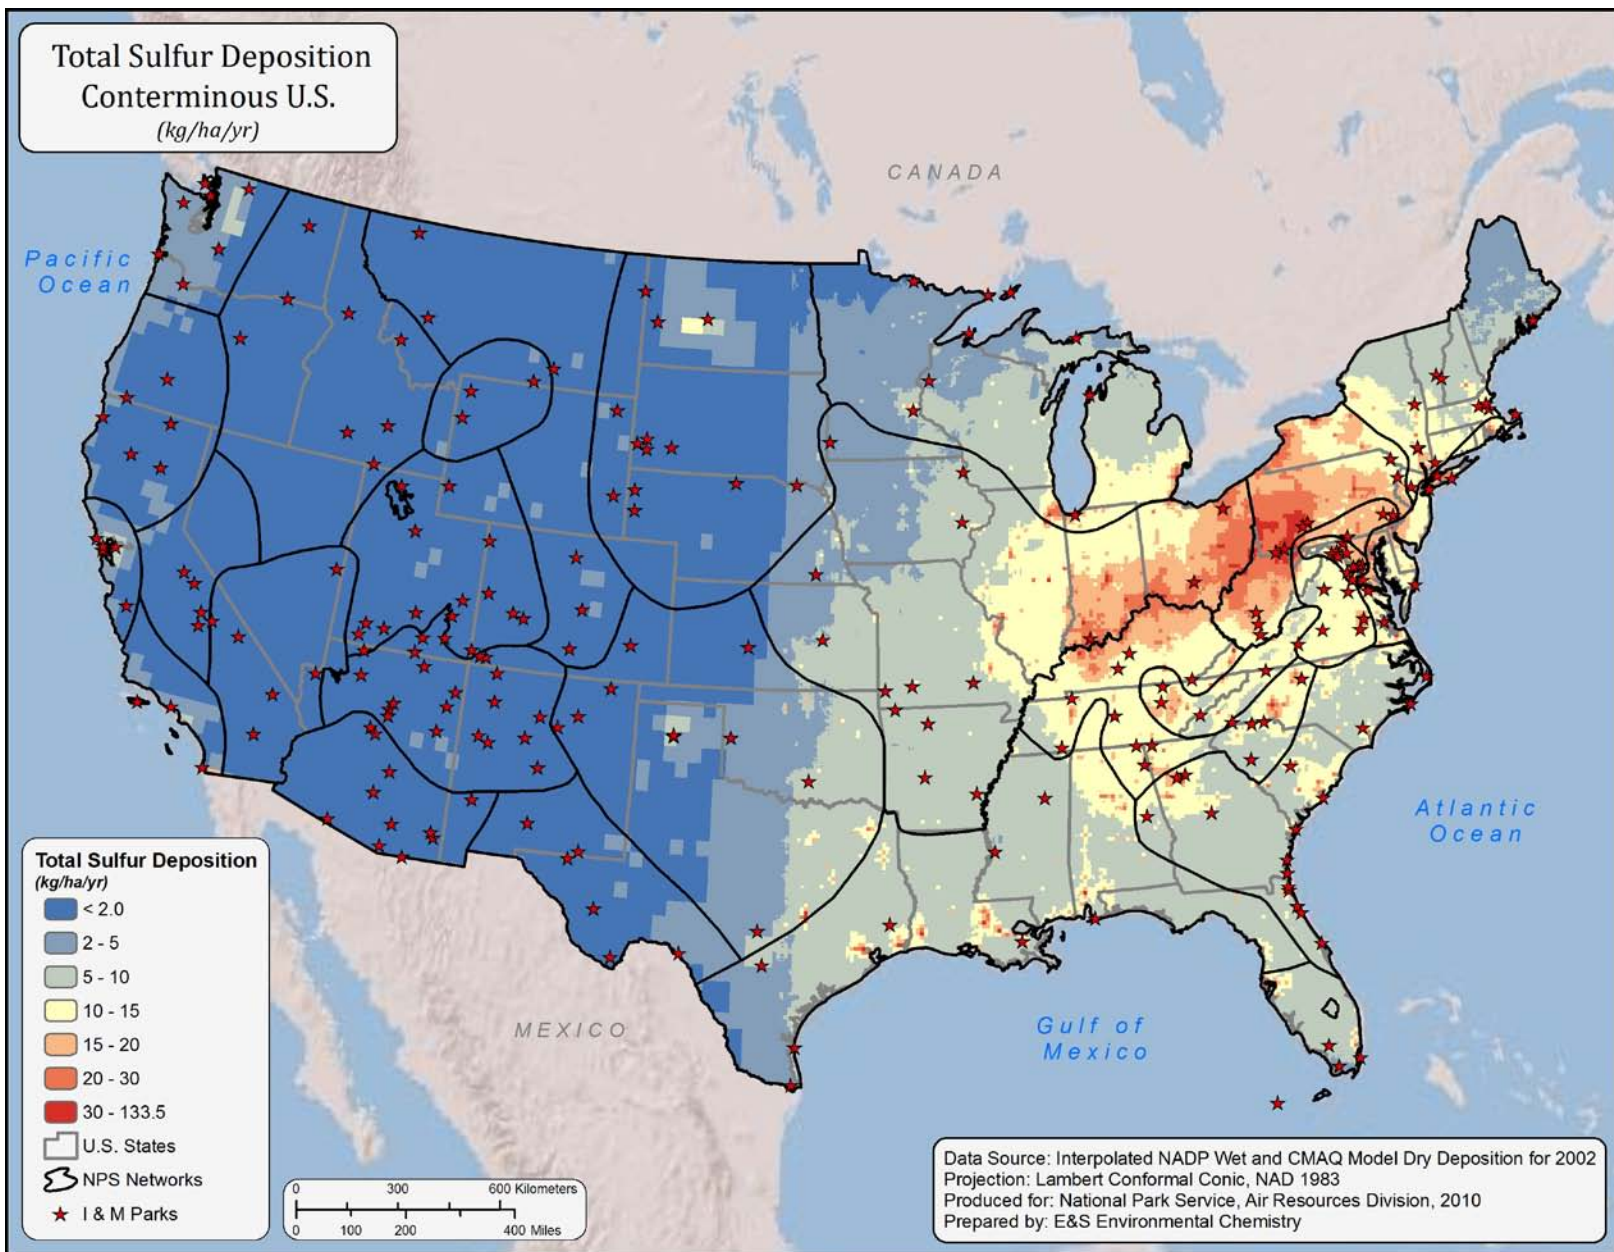 Total Sulfur Deposition
Conterminous U.S.
(kg/ha/yr)
CANADA
Pacific
Ocean
Atlantic
Ocean
Gulf of
Mexico
MEXICO
Total Sulfur Deposition
(kg/ha/yr)
< 2.0
2 - 5
5 - 10
10 - 15
15 - 20
20 - 30
30 - 133.5
U.S. States
NPS Networks
I & M Parks
0 300 600 Kilometers
0 100 200 400 Miles
Data Source: Interpolated NADP Wet and CMAQ Model Dry Deposition for 2002
Projection: Lambert Conformal Conic, NAD 1983
Produced for: National Park Service, Air Resources Division, 2010
Prepared by: E&S Environmental Chemistry